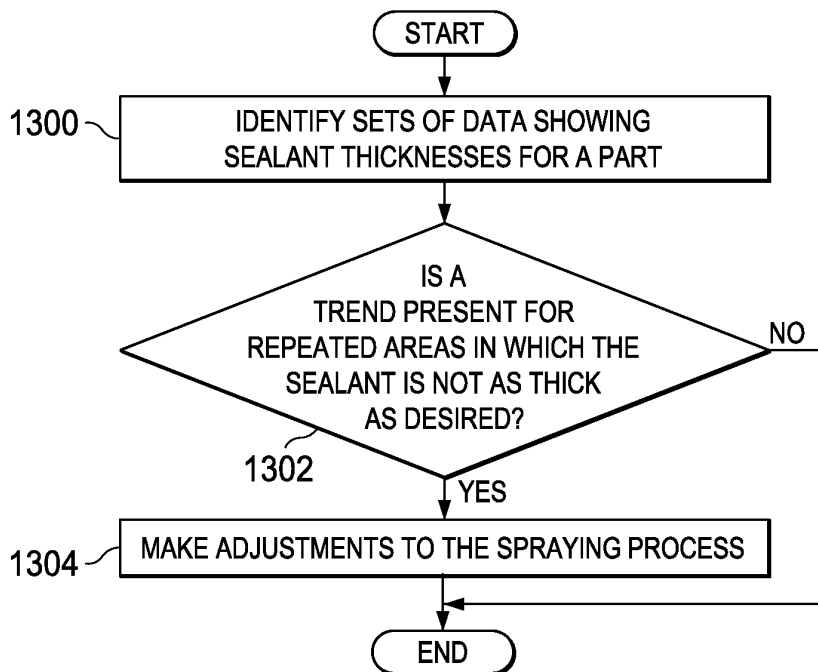 START
1300
IDENTIFY SETS OF DATA SHOWING
SEALANT THICKNESSES FOR A PART
IS A
TREND PRESENT FOR
REPEATED AREAS IN WHICH THE
SEALANT IS NOT AS THICK
AS DESIRED?
NO
1302
YES
1304
MAKE ADJUSTMENTS TO THE SPRAYING PROCESS
END